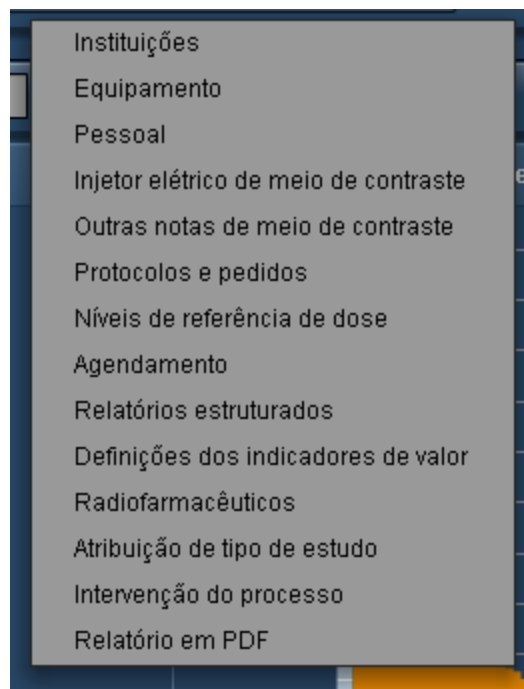 Instituições
Equipamento
Pessoal
Injetor elétrico de meio de contraste
Outras notas de meio de contraste
Protocolos e pedidos
Níveis de referência de dose
Agendamento
Relatórios estruturados
Definições dos indicadores de valor
Radiofarmacêuticos
Atribuição de tipo de estudo
Intervenção do processo
Relatório em PDF